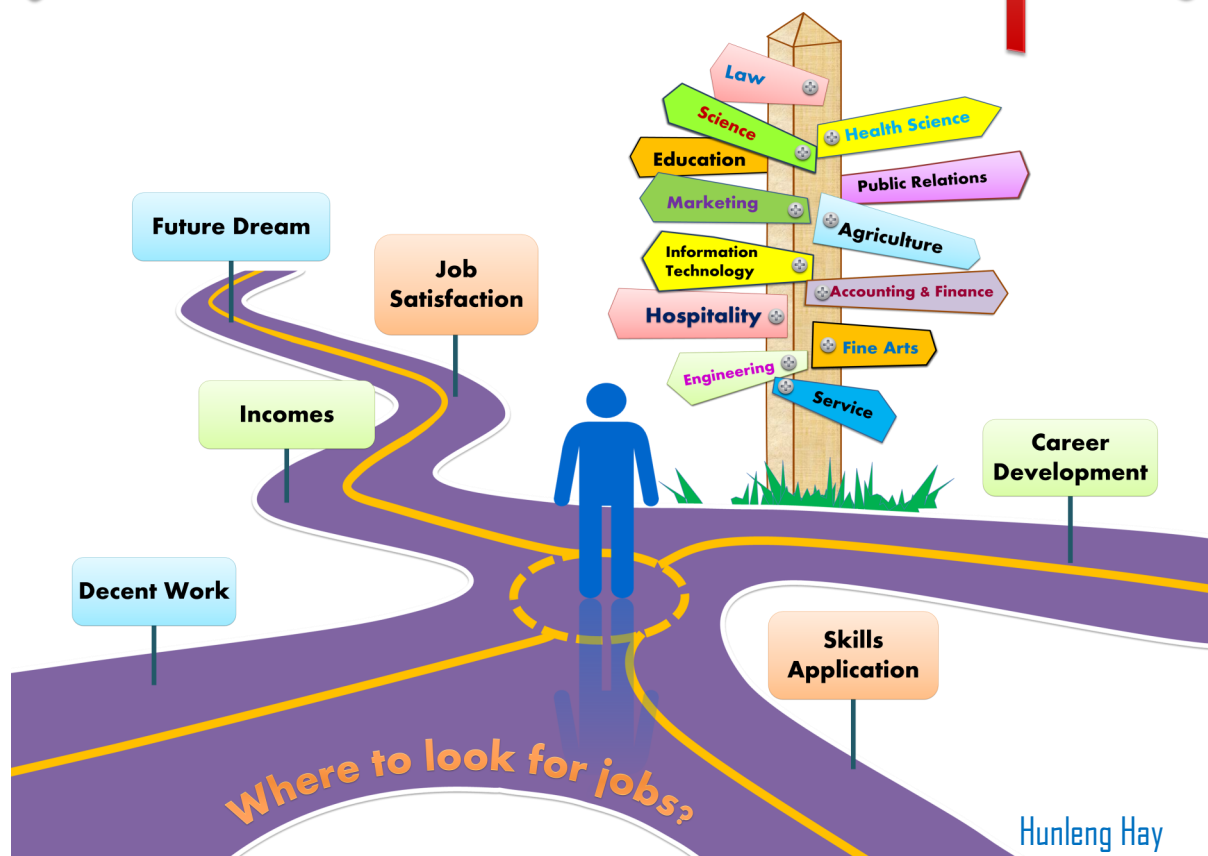 Law
Science
Health Science
Education
Public Relations
Marketing
Agriculture
Information
Technology
Accounting & Finance
Hospitality
Fine Arts
Engineering
Service
Future Dream
Job
Satisfaction
Incomes
Career
Development
Decent Work
Skills
Application
Where to look for jobs?
Hunleng Hay